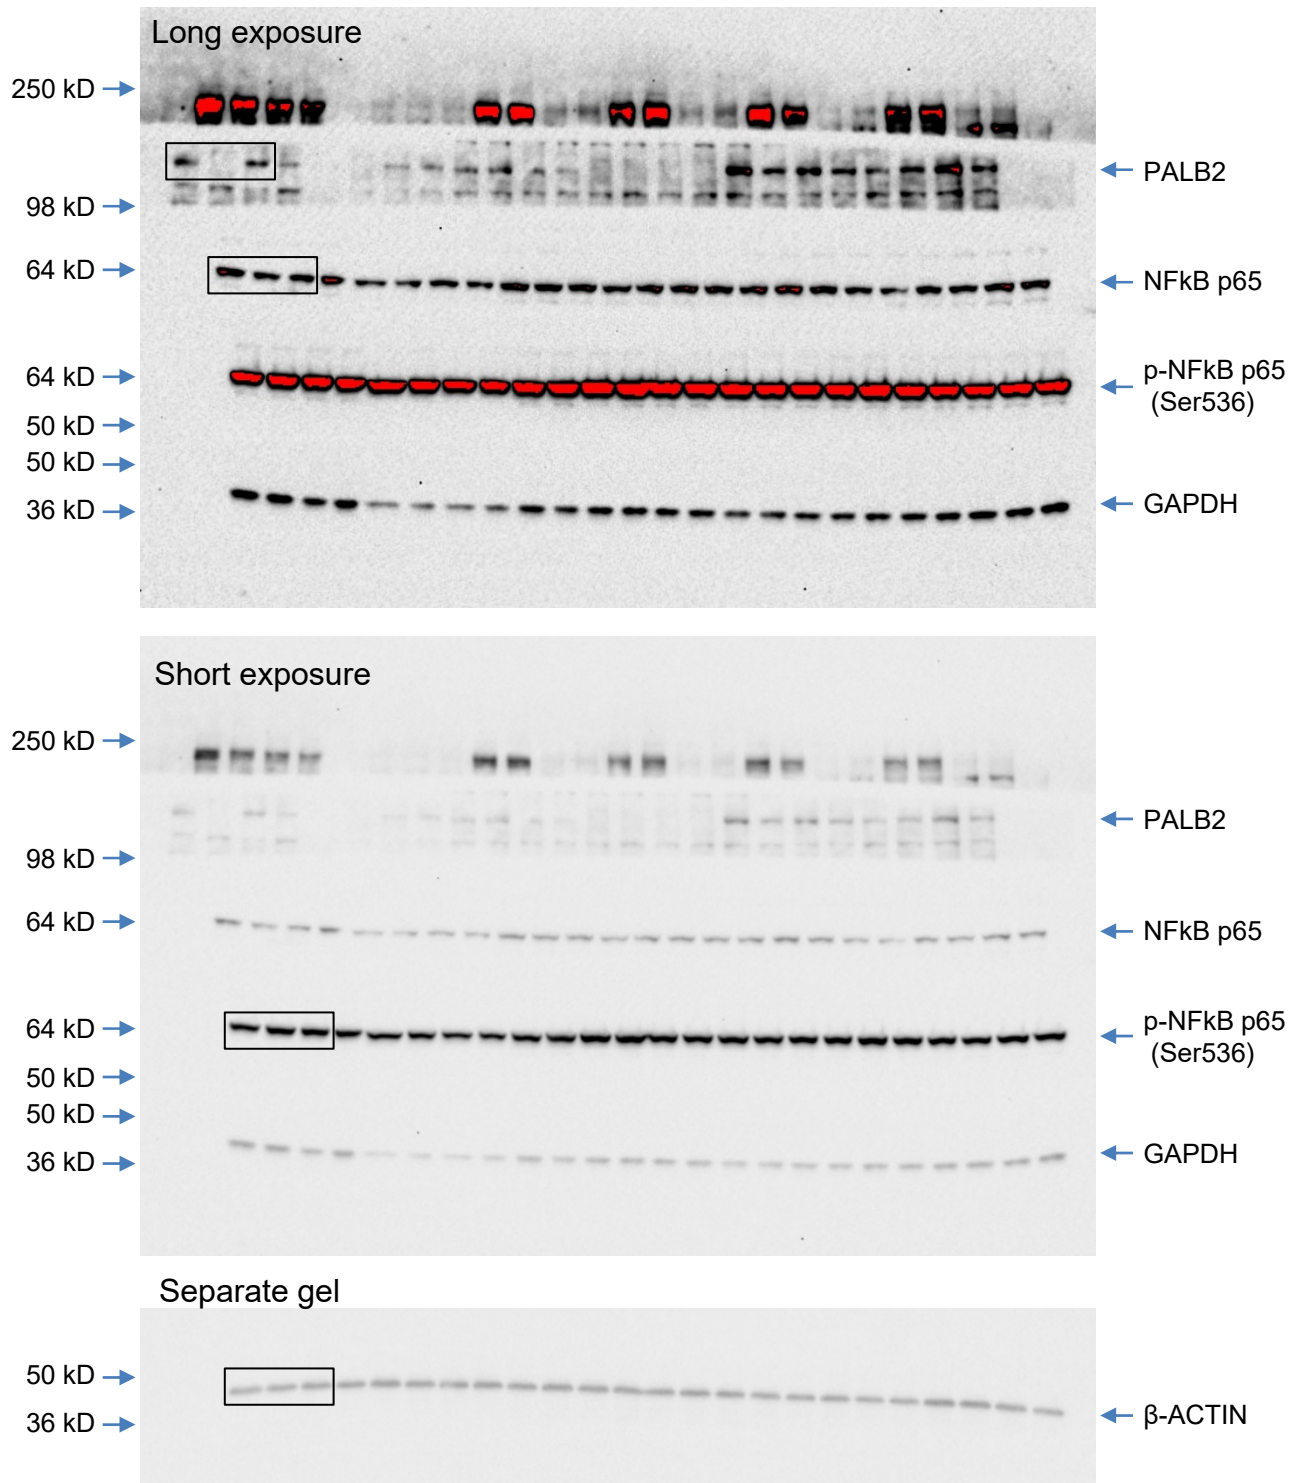 Long exposure
250 kD
PALB2
98 kD
64 kD
NFkB p65
64 kD
p-NFkB p65
(Ser536)
50 kD
50 kD
36 kD
GAPDH
Short exposure
250 kD
PALB2
98 kD
64 kD
NFkB p65
64 kD
p-NFkB p65
(Ser536)
50 kD
50 kD
36 kD
GAPDH
Separate gel
50 kD
36 kD
β-ACTIN